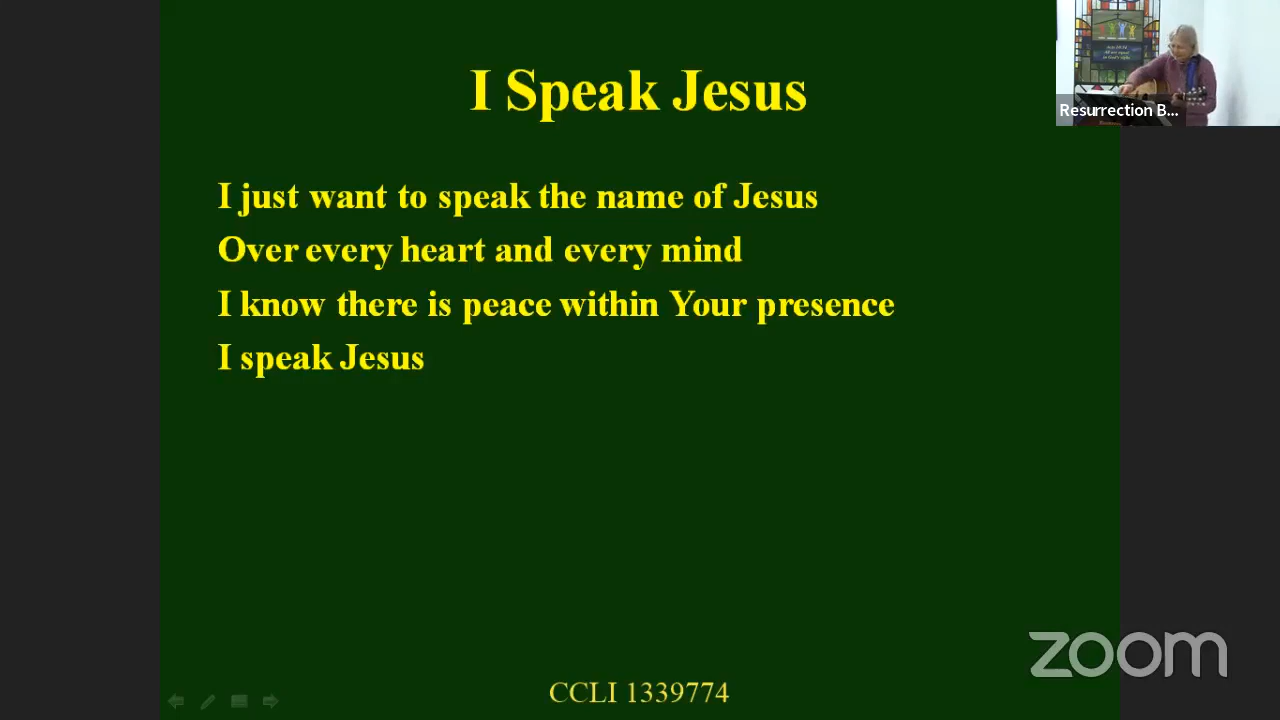 I Speak Jesus
Resurrection B...
I just want to speak the name of Jesus
Over every heart and every mind
I know there is peace within Your presence
I speak Jesus
zoom
CCLI 1339774